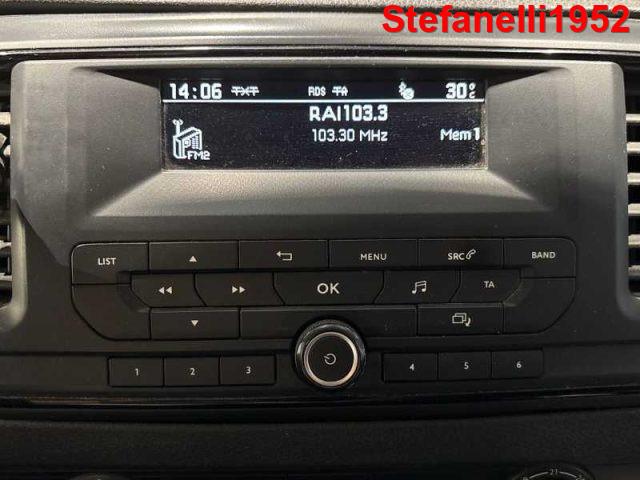 Stefanelli1952
14:06 TXT RDS TA 30°C
RAI103.3
103.30 MHz Mem1
FM2
LIST MENU SRC BAND
OK TA
1 2 3 4 5 6
21